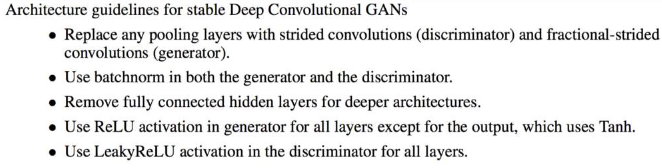 Architecture guidelines for stable Deep Convolutional GANs
• Replace any pooling layers with strided convolutions (discriminator) and fractional-strided
convolutions (generator).
• Use batchnorm in both the generator and the discriminator.
• Remove fully connected hidden layers for deeper architectures.
• Use ReLU activation in generator for all layers except for the output, which uses Tanh.
• Use LeakyReLU activation in the discriminator for all layers.